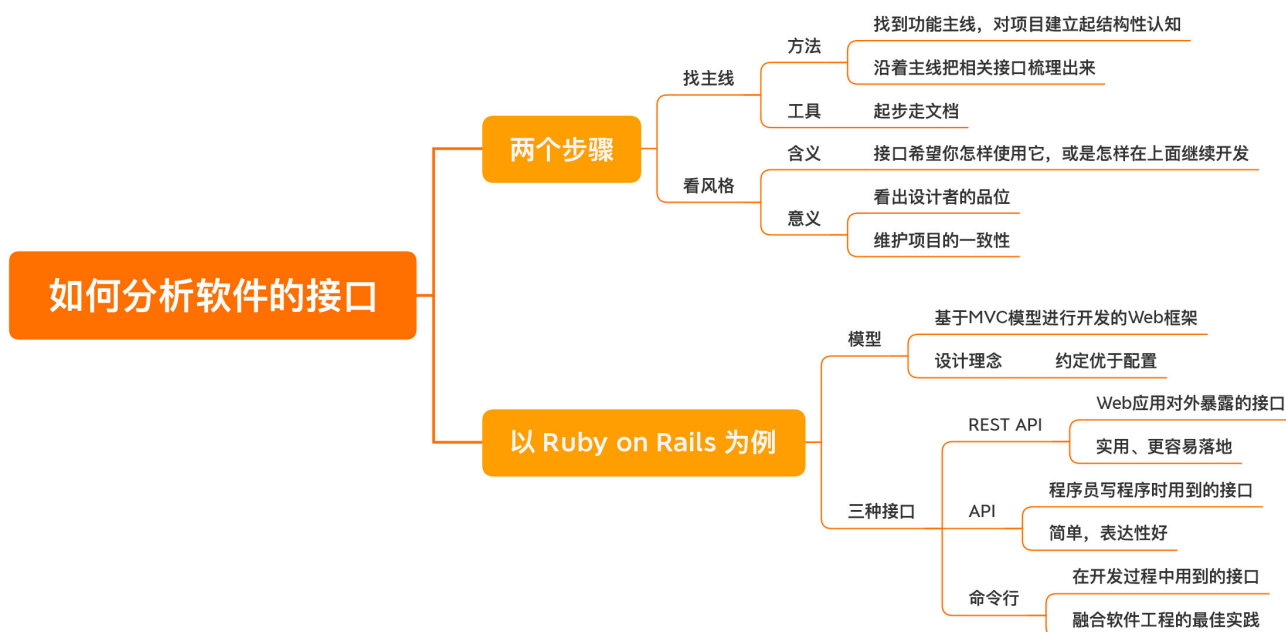 如何分析软件的接口
两个步骤
找主线
方法
找到功能主线，对项目建立起结构性认知
沿着主线把相关接口梳理出来
工具
起步走文档
看风格
含义
接口希望你怎样使用它，或是怎样在上面继续开发
意义
看出设计者的品位
维护项目的一致性
以 Ruby on Rails 为例
模型
基于MVC模型进行开发的Web框架
设计理念
约定优于配置
三种接口
REST API
Web应用对外暴露的接口
实用、更容易落地
API
程序员写程序时用到的接口
简单，表达性好
命令行
在开发过程中用到的接口
融合软件工程的最佳实践